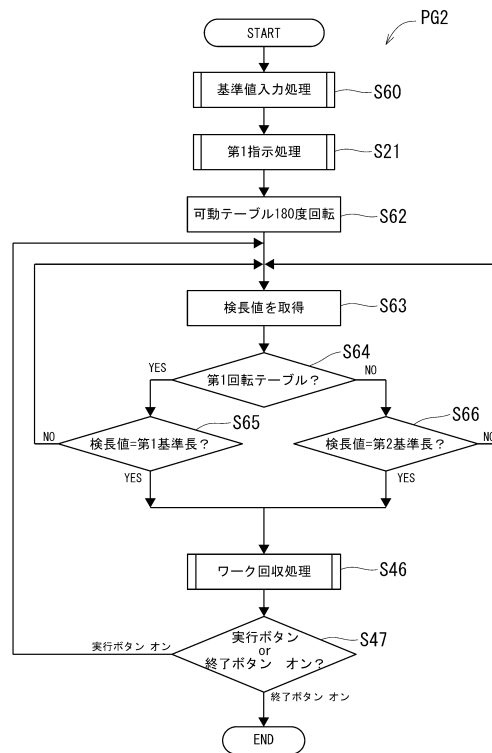 START
PG2
基準値入力処理
S60
第1指示処理
S21
可動テーブル180度回転
S62
検長値を取得
S63
S64
YES
第1回転テーブル?
NO
S65
S66
NO
検長値=第1基準長?
検長値=第2基準長?
NO
YES
YES
ワーク回収処理
S46
S47
実行ボタン
or
終了ボタン オン?
実行ボタン オン
終了ボタン オン
END